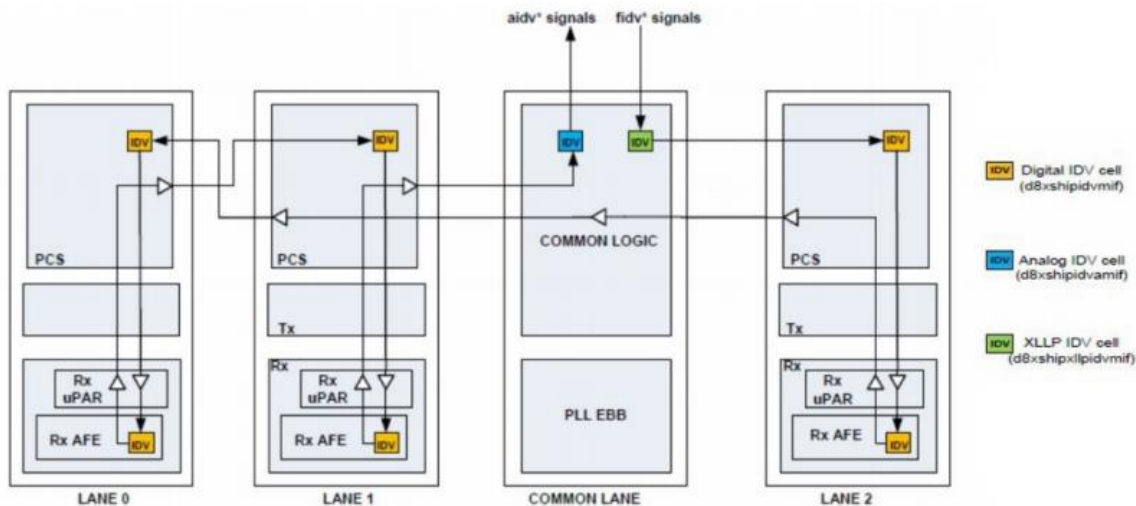 aidv* signals
fidv* signals
IDV
PCS
Rx
uPAR
Rx AFE
IDV
LANE 0
IDV
PCS
Tx
Rx
Rx
uPAR
Rx AFE
IDV
LANE 1
IDV
IDV
COMMON LOGIC
PLL EBB
COMMON LANE
IDV
PCS
Tx
Rx
Rx
uPAR
Rx AFE
IDV
LANE 2
IDV
Digital IDV cell
(d8xshipidvmif)
IDV
Analog IDV cell
(d8xshipidvamif)
IDV
XLLP IDV cell
(d8xshipxllpidvmif)